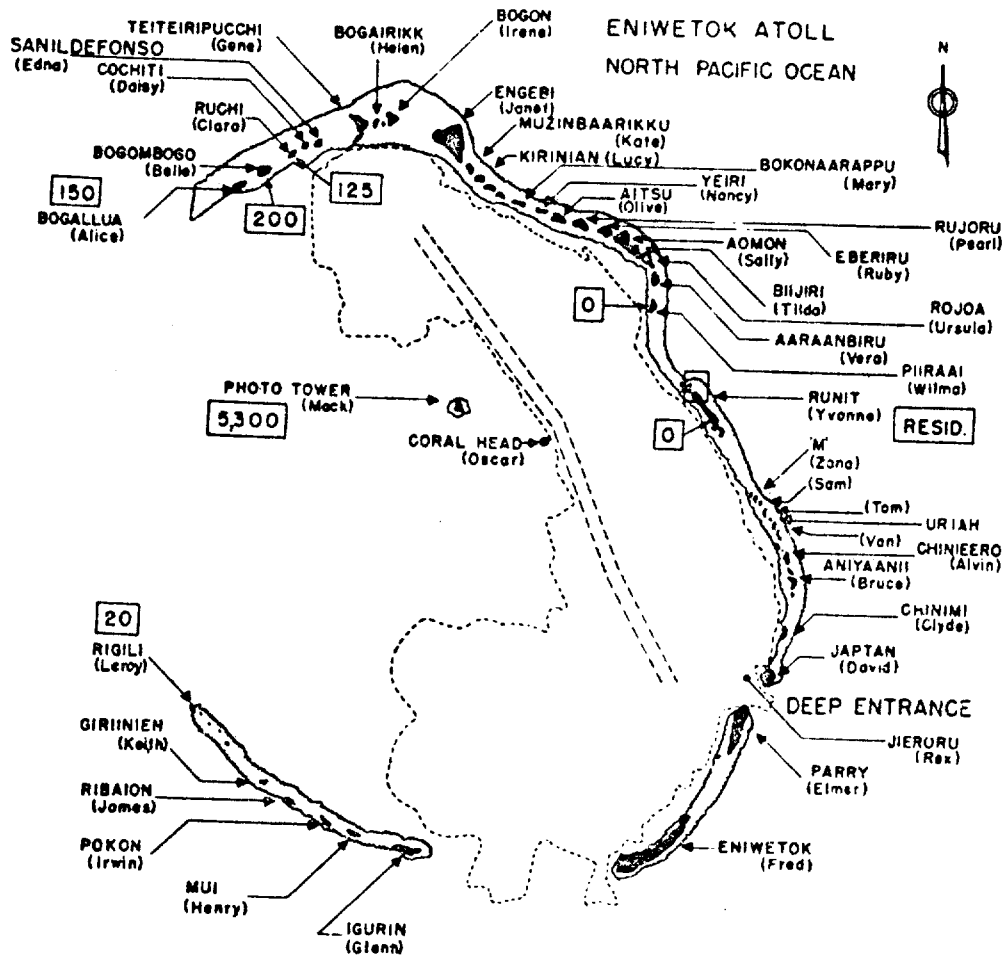 ENIWETOK ATOLL
NORTH PACIFIC OCEAN
N
TEITEIRIPUCCHI
(Gene)
BOGAIRIKK
(Helen)
BOGON
(Irene)
SANILDEFONSO
(Edna)
COCHITI
(Daisy)
RUCHI
(Clara)
BOGOMBOGO
(Belle)
150
BOGALLUA
(Alice)
200
125
ENGEBI
(Janet)
MUZINBAARIKKU
(Kate)
KIRINIAN (Lucy)
BOKONAARAPPU
(Mary)
YEIRI
(Nancy)
AITSU
(Olive)
RUJORU
(Pearl)
EBERIRU
(Ruby)
AOMON
(Sally)
BIIJIRI
(Tilda)
ROJOA
(Ursula)
AARAANBIRU
(Vera)
PIIRAAI
(Wilma)
0
RUNIT
(Yvonne)
RESID.
0
PHOTO TOWER
(Mack)
5,300
CORAL HEAD
(Oscar)
'M'
(Zona)
(Sam)
(Tom)
URIAH
(Van)
CHINIEERO
(Alvin)
ANIYAANII
(Bruce)
CHINIMI
(Clyde)
JAPTAN
(David)
DEEP ENTRANCE
JIERORU
(Rex)
PARRY
(Elmer)
ENIWETOK
(Fred)
20
RIGILI
(Leroy)
GIRIINIEH
(Keith)
RIBAION
(James)
POKON
(Irwin)
MUI
(Henry)
IGURIN
(Glenn)